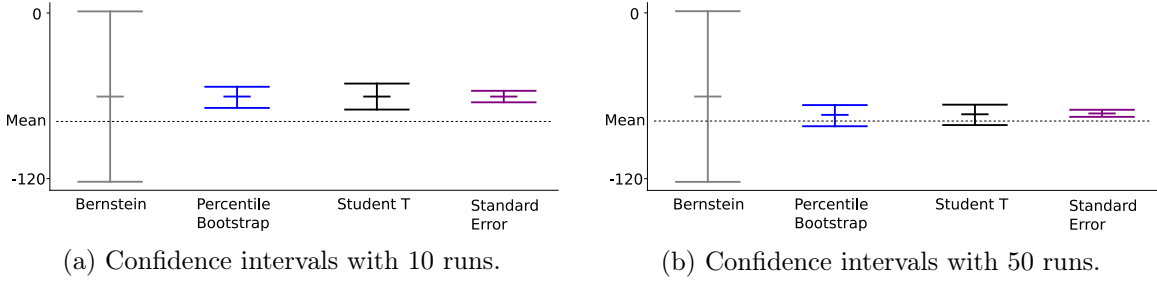 0
Mean
-120
Bernstein
Percentile
Bootstrap
Student T
Standard
Error
(a) Confidence intervals with 10 runs.
0
Mean
-120
Bernstein
Percentile
Bootstrap
Student T
Standard
Error
(b) Confidence intervals with 50 runs.